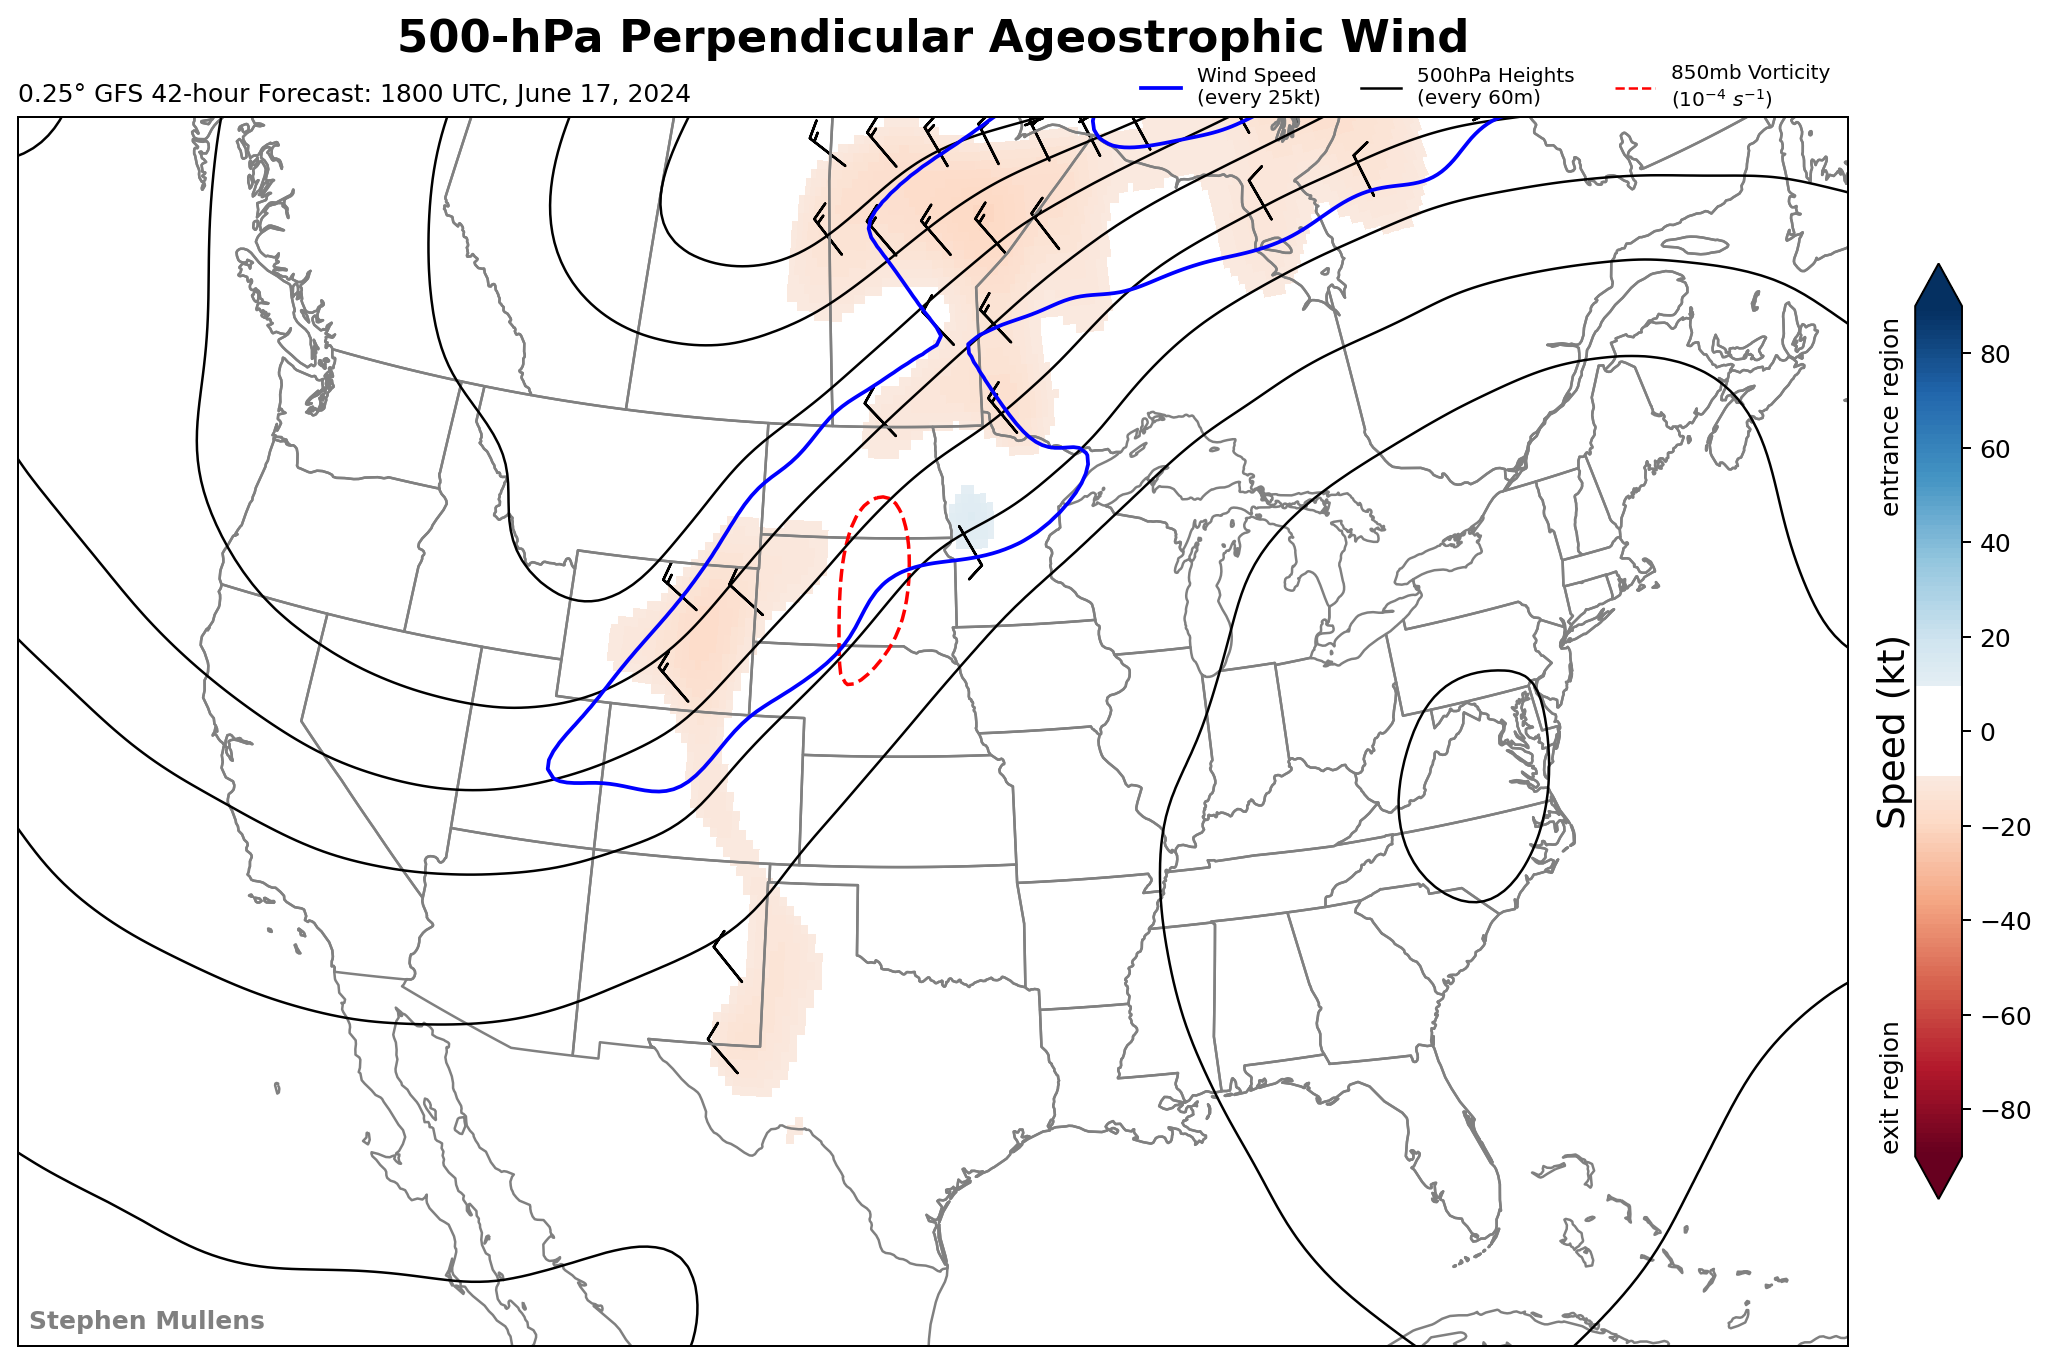 500-hPa Perpendicular Ageostrophic Wind
0.25° GFS 42-hour Forecast: 1800 UTC, June 17, 2024
Wind Speed
(every 25kt)
500hPa Heights
(every 60m)
850mb Vorticity
(10⁻⁴ s⁻¹)
entrance region
Speed (kt)
exit region
80
60
40
20
0
−20
−40
−60
−80
Stephen Mullens